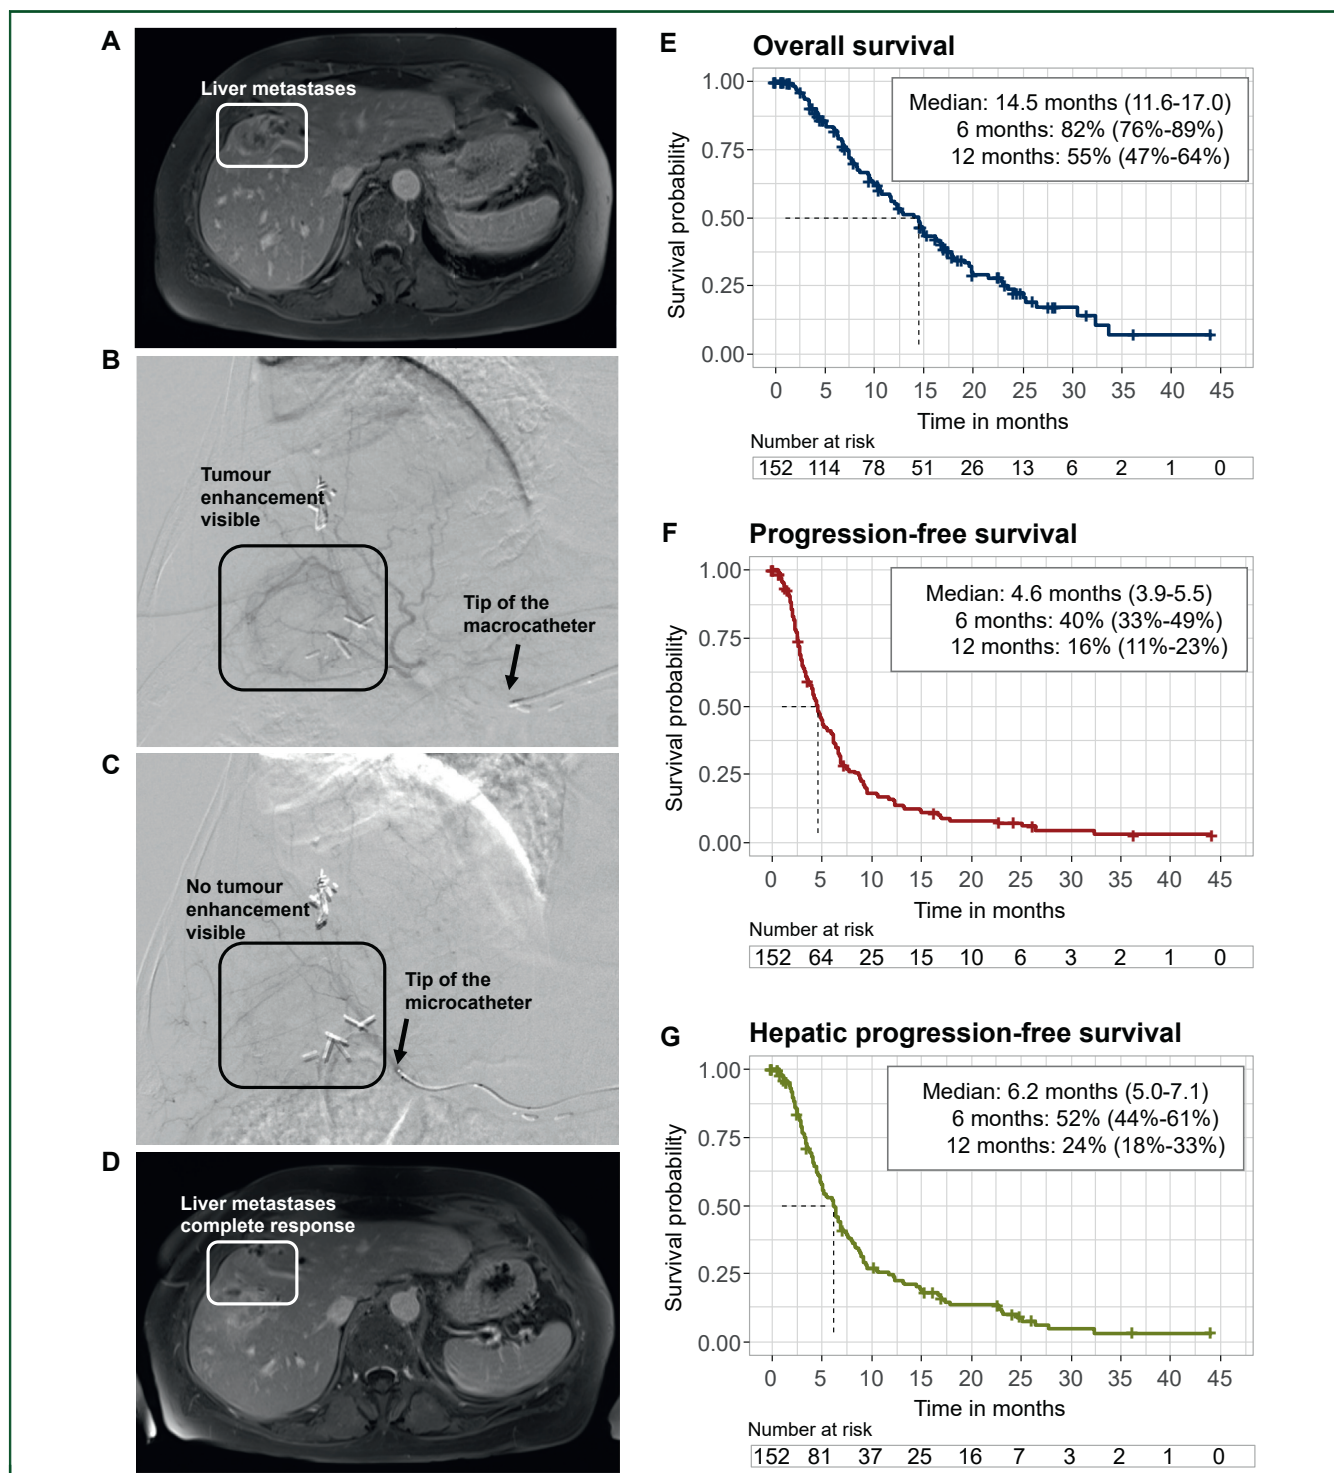 A
Liver metastases
B
Tumour
enhancement
visible
Tip of the
macrocatheter
C
No tumour
enhancement
visible
Tip of the
microcatheter
D
Liver metastases
complete response
E
Overall survival
Median: 14.5 months (11.6-17.0)
6 months: 82% (76%-89%)
12 months: 55% (47%-64%)
Survival probability
1.00
0.75
0.50
0.25
0.00
0 5 10 15 20 25 30 35 40 45
Time in months
Number at risk
152 114 78 51 26 13 6 2 1 0
F
Progression-free survival
Median: 4.6 months (3.9-5.5)
6 months: 40% (33%-49%)
12 months: 16% (11%-23%)
Survival probability
1.00
0.75
0.50
0.25
0.00
0 5 10 15 20 25 30 35 40 45
Time in months
Number at risk
152 64 25 15 10 6 3 2 1 0
G
Hepatic progression-free survival
Median: 6.2 months (5.0-7.1)
6 months: 52% (44%-61%)
12 months: 24% (18%-33%)
Survival probability
1.00
0.75
0.50
0.25
0.00
0 5 10 15 20 25 30 35 40 45
Time in months
Number at risk
152 81 37 25 16 7 3 2 1 0